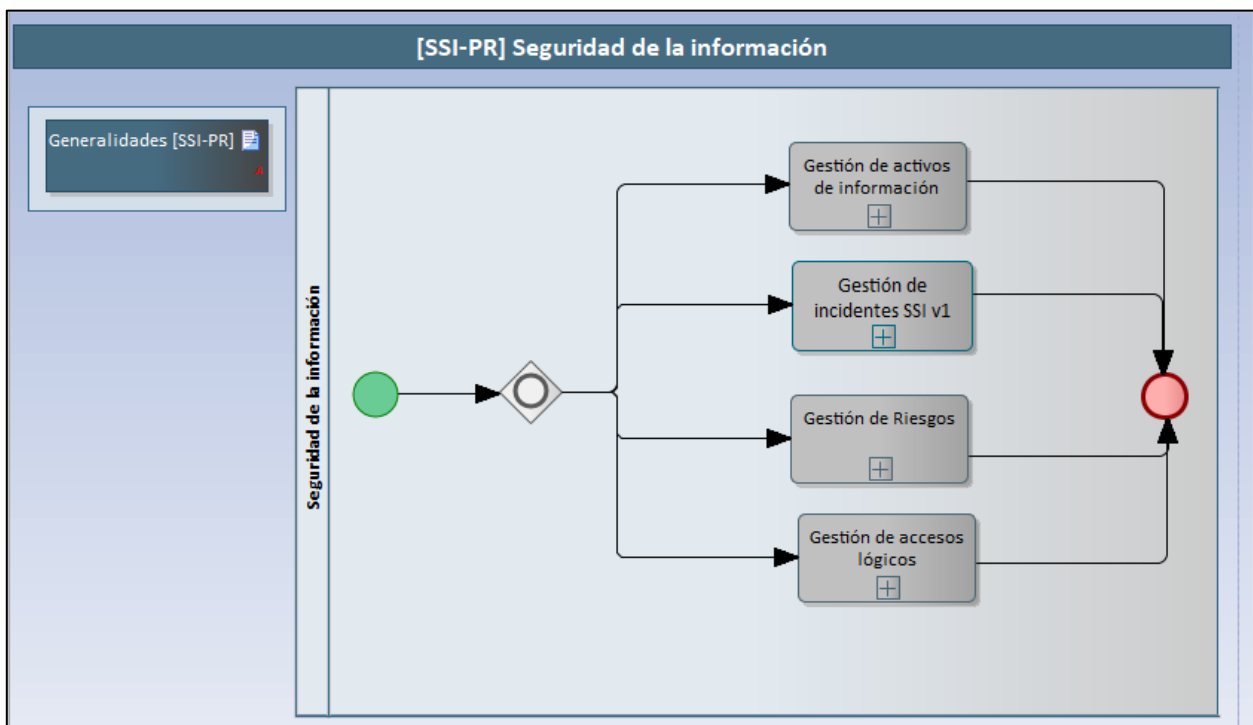 [SSI-PR] Seguridad de la información
Generalidades [SSI-PR]
A
Seguridad de la información
Gestión de activos
de información
Gestión de
incidentes SSI v1
Gestión de Riesgos
Gestión de accesos
lógicos